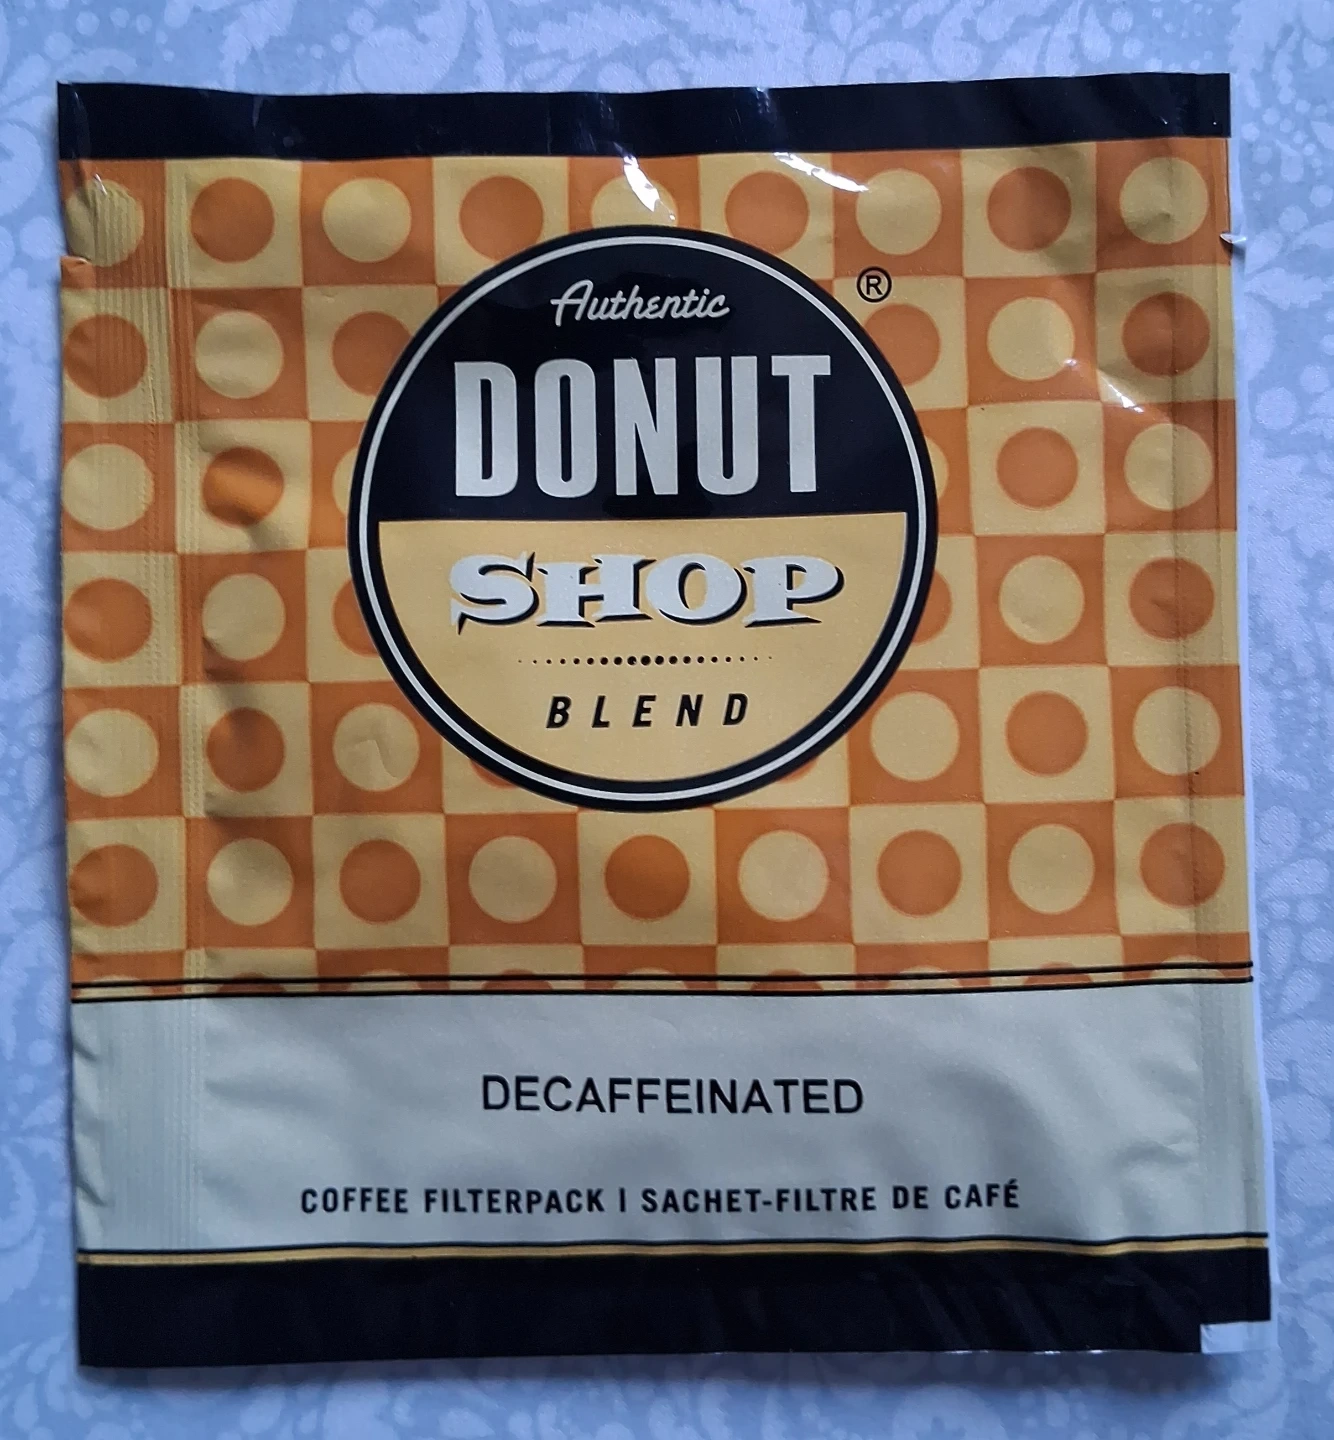 Authentic
®
DONUT
SHOP
BLEND
DECAFFEINATED
COFFEE FILTERPACK | SACHET-FILTRE DE CAFÉ